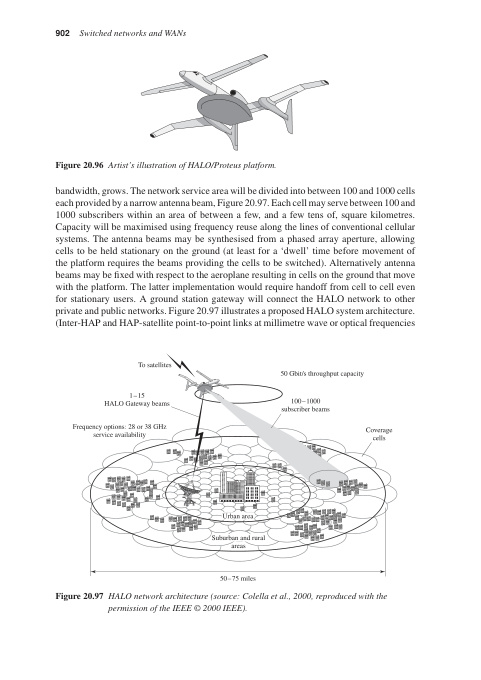 902 Switched networks and WANs
Figure 20.96 Artist's illustration of HALO/Proteus platform.
bandwidth, grows. The network service area will be divided into between 100 and 1000 cells
each provided by a narrow antenna beam, Figure 20.97. Each cell may serve between 100 and
1000 subscribers within an area of between a few, and a few tens of, square kilometres.
Capacity will be maximised using frequency reuse along the lines of conventional cellular
systems. The antenna beams may be synthesised from a phased array aperture, allowing
cells to be held stationary on the ground (at least for a 'dwell' time before movement of
the platform requires the beams providing the cells to be switched). Alternatively antenna
beams may be fixed with respect to the aeroplane resulting in cells on the ground that move
with the platform. The latter implementation would require handoff from cell to cell even
for stationary users. A ground station gateway will connect the HALO network to other
private and public networks. Figure 20.97 illustrates a proposed HALO system architecture.
(Inter-HAP and HAP-satellite point-to-point links at millimetre wave or optical frequencies
To satellites
50 Gbit/s throughput capacity
1–15
HALO Gateway beams
100–1000
subscriber beams
Frequency options: 28 or 38 GHz
service availability
Coverage
cells
Urban area
Suburban and rural
areas
50–75 miles
Figure 20.97 HALO network architecture (source: Colella et al., 2000, reproduced with the
permission of the IEEE © 2000 IEEE).